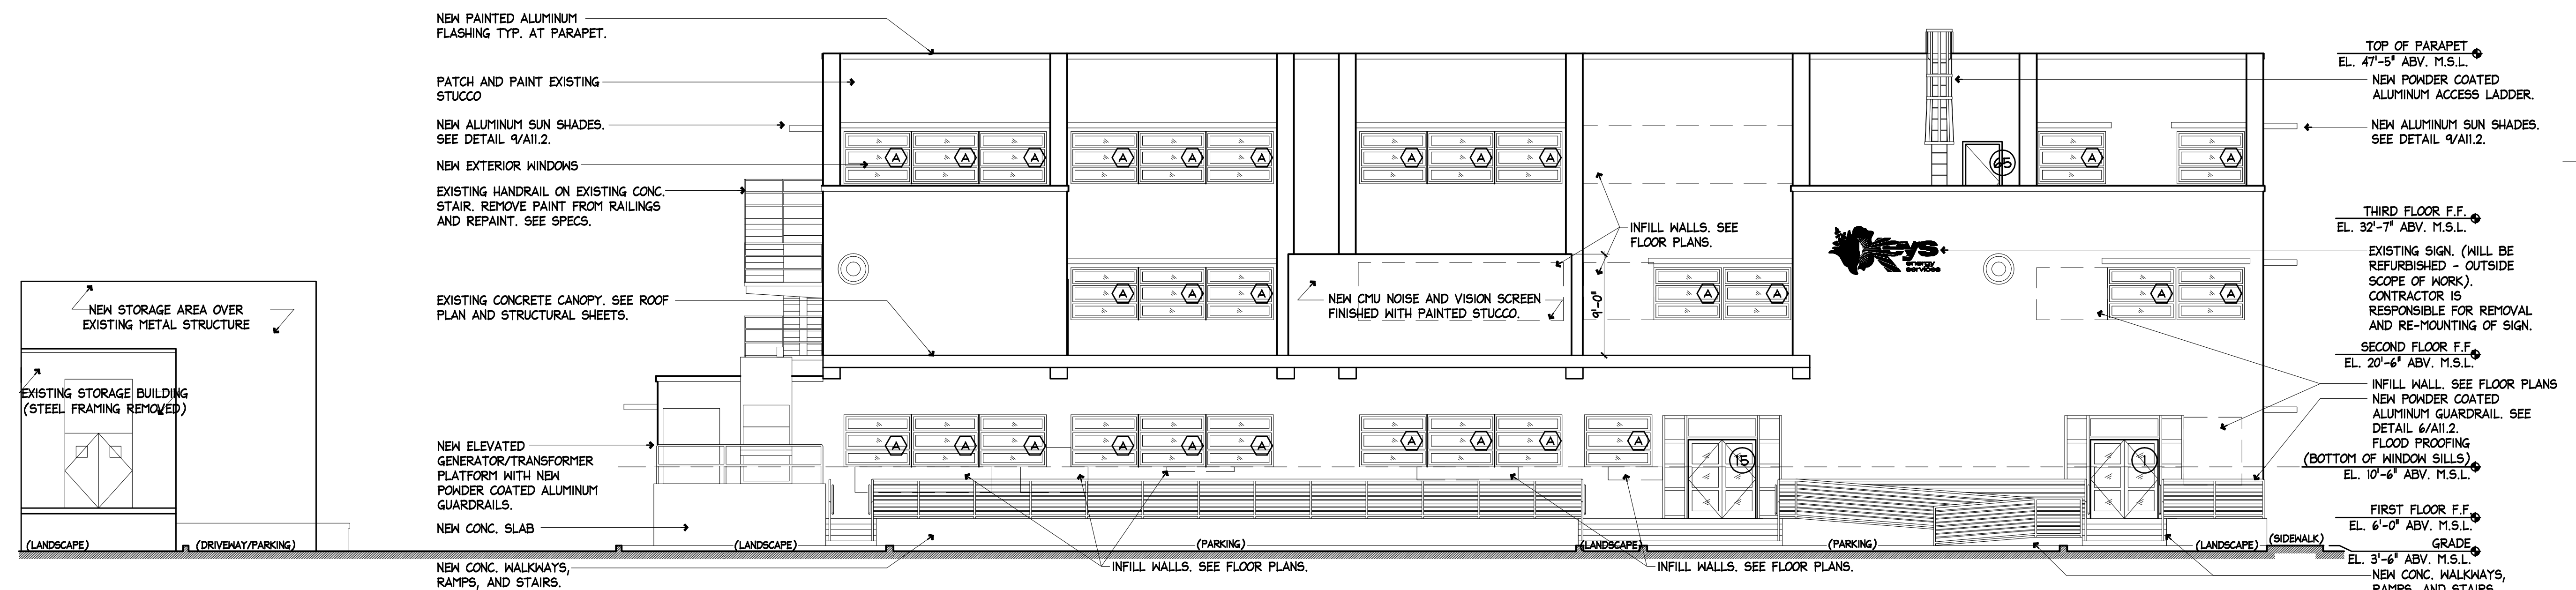 NEW PAINTED ALUMINUM
FLASHING TYP. AT PARAPET.
PATCH AND PAINT EXISTING
STUCCO
NEW ALUMINUM SUN SHADES.
SEE DETAIL 9/A11.2.
NEW EXTERIOR WINDOWS
EXISTING HANDRAIL ON EXISTING CONC.
STAIR. REMOVE PAINT FROM RAILINGS
AND REPAINT. SEE SPECS.
EXISTING CONCRETE CANOPY. SEE ROOF
PLAN AND STRUCTURAL SHEETS.
NEW STORAGE AREA OVER
EXISTING METAL STRUCTURE
EXISTING STORAGE BUILDING
(STEEL FRAMING REMOVED)
NEW ELEVATED
GENERATOR/TRANSFORMER
PLATFORM WITH NEW
POWDER COATED ALUMINUM
GUARDRAILS.
NEW CONC. SLAB
NEW CONC. WALKWAYS,
RAMPS, AND STAIRS.
A A A A A A A A A A A
65
INFILL WALLS. SEE
FLOOR PLANS.
NEW CMU NOISE AND VISION SCREEN
FINISHED WITH PAINTED STUCCO.
9'-0"
keys
energy
services
A A A A A A A
A A A A A A A A A A
15
1
(LANDSCAPE) (DRIVEWAY/PARKING) (LANDSCAPE) (PARKING) (LANDSCAPE) (PARKING) (LANDSCAPE) (SIDEWALK)
INFILL WALLS. SEE FLOOR PLANS.
INFILL WALLS. SEE FLOOR PLANS.
TOP OF PARAPET
EL. 47'-5" ABV. M.S.L.
NEW POWDER COATED
ALUMINUM ACCESS LADDER.
NEW ALUMINUM SUN SHADES.
SEE DETAIL 9/A11.2.
THIRD FLOOR F.F.
EL. 32'-7" ABV. M.S.L.
EXISTING SIGN. (WILL BE
REFURBISHED - OUTSIDE
SCOPE OF WORK).
CONTRACTOR IS
RESPONSIBLE FOR REMOVAL
AND RE-MOUNTING OF SIGN.
SECOND FLOOR F.F.
EL. 20'-6" ABV. M.S.L.
INFILL WALL. SEE FLOOR PLANS
NEW POWDER COATED
ALUMINUM GUARDRAIL. SEE
DETAIL 6/A11.2.
FLOOD PROOFING
(BOTTOM OF WINDOW SILLS)
EL. 10'-6" ABV. M.S.L.
FIRST FLOOR F.F.
EL. 6'-0" ABV. M.S.L.
GRADE
EL. 3'-6" ABV. M.S.L.
NEW CONC. WALKWAYS,
RAMPS, AND STAIRS.